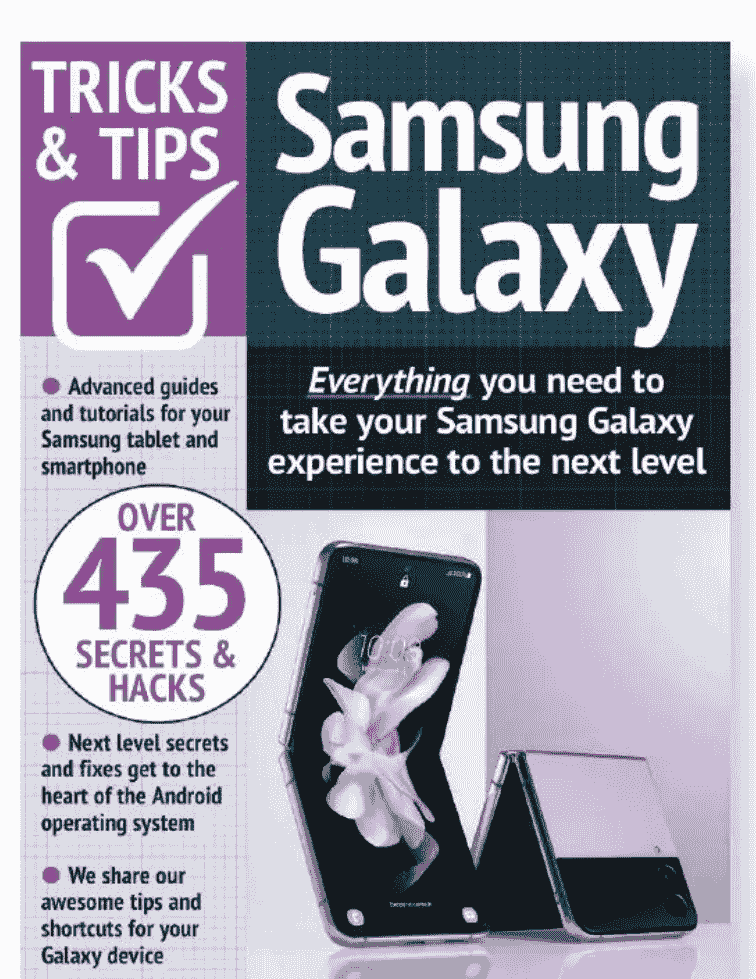 TRICKS
& TIPS
Samsung
Galaxy
Everything you need to
take your Samsung Galaxy
experience to the next level
● Advanced guides
and tutorials for your
Samsung tablet and
smartphone
OVER
435
SECRETS &
HACKS
● Next level secrets
and fixes get to the
heart of the Android
operating system
● We share our
awesome tips and
shortcuts for your
Galaxy device
10:06